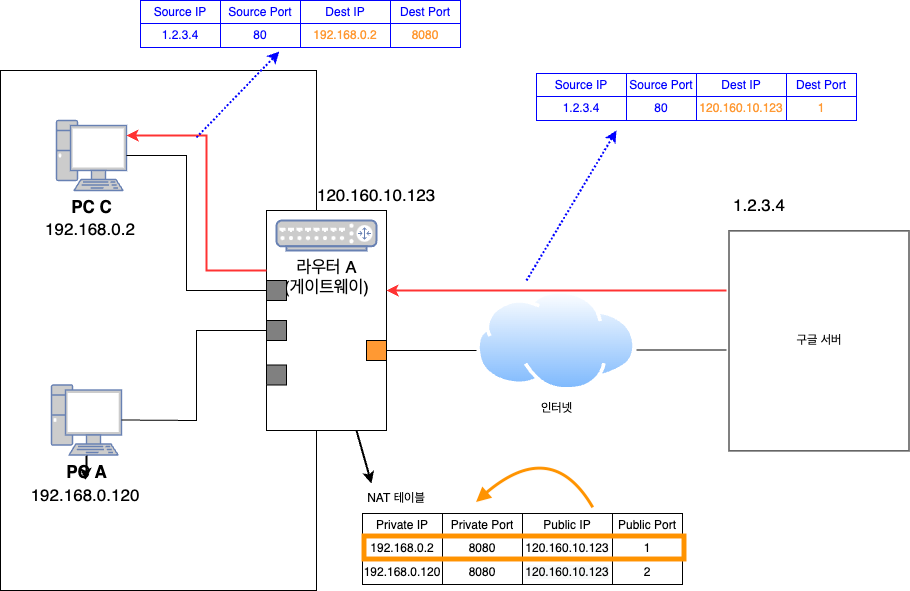 Source IP Source Port Dest IP Dest Port
1.2.3.4 80 192.168.0.2 8080
Source IP Source Port Dest IP Dest Port
1.2.3.4 80 120.160.10.123 1
PC C
192.168.0.2
120.160.10.123
1.2.3.4
라우터 A
(게이트웨이)
구글 서버
인터넷
PC A
192.168.0.120
NAT 테이블
Private IP Private Port Public IP Public Port
192.168.0.2 8080 120.160.10.123 1
192.168.0.120 8080 120.160.10.123 2